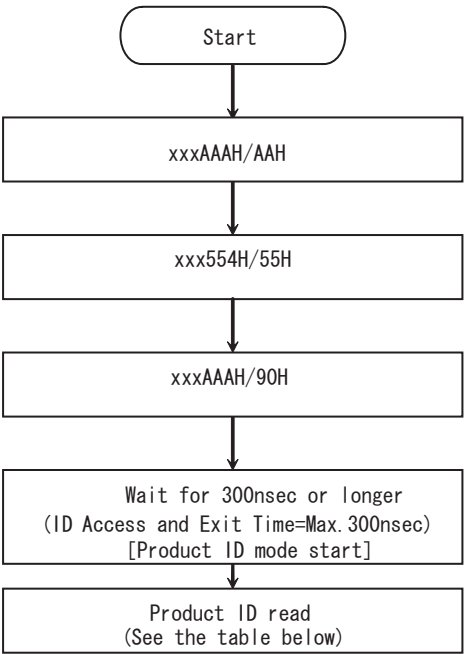 Start
xxxAAAH/AAH
xxx554H/55H
xxxAAAH/90H
Wait for 300nsec or longer
(ID Access and Exit Time=Max.300nsec)
[Product ID mode start]
Product ID read
(See the table below)